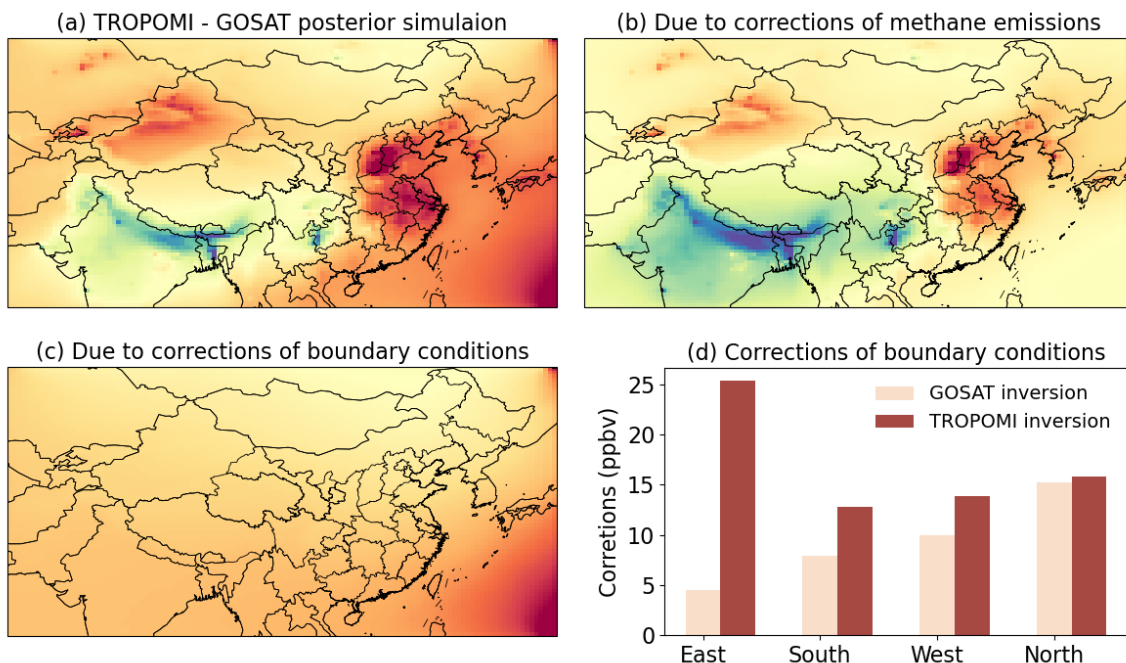 (a) TROPOMI - GOSAT posterior simulaion
(b) Due to corrections of methane emissions
(c) Due to corrections of boundary conditions
(d) Corrections of boundary conditions
25
20
15
10
5
0
Corretions (ppbv)
GOSAT inversion
TROPOMI inversion
East
South
West
North